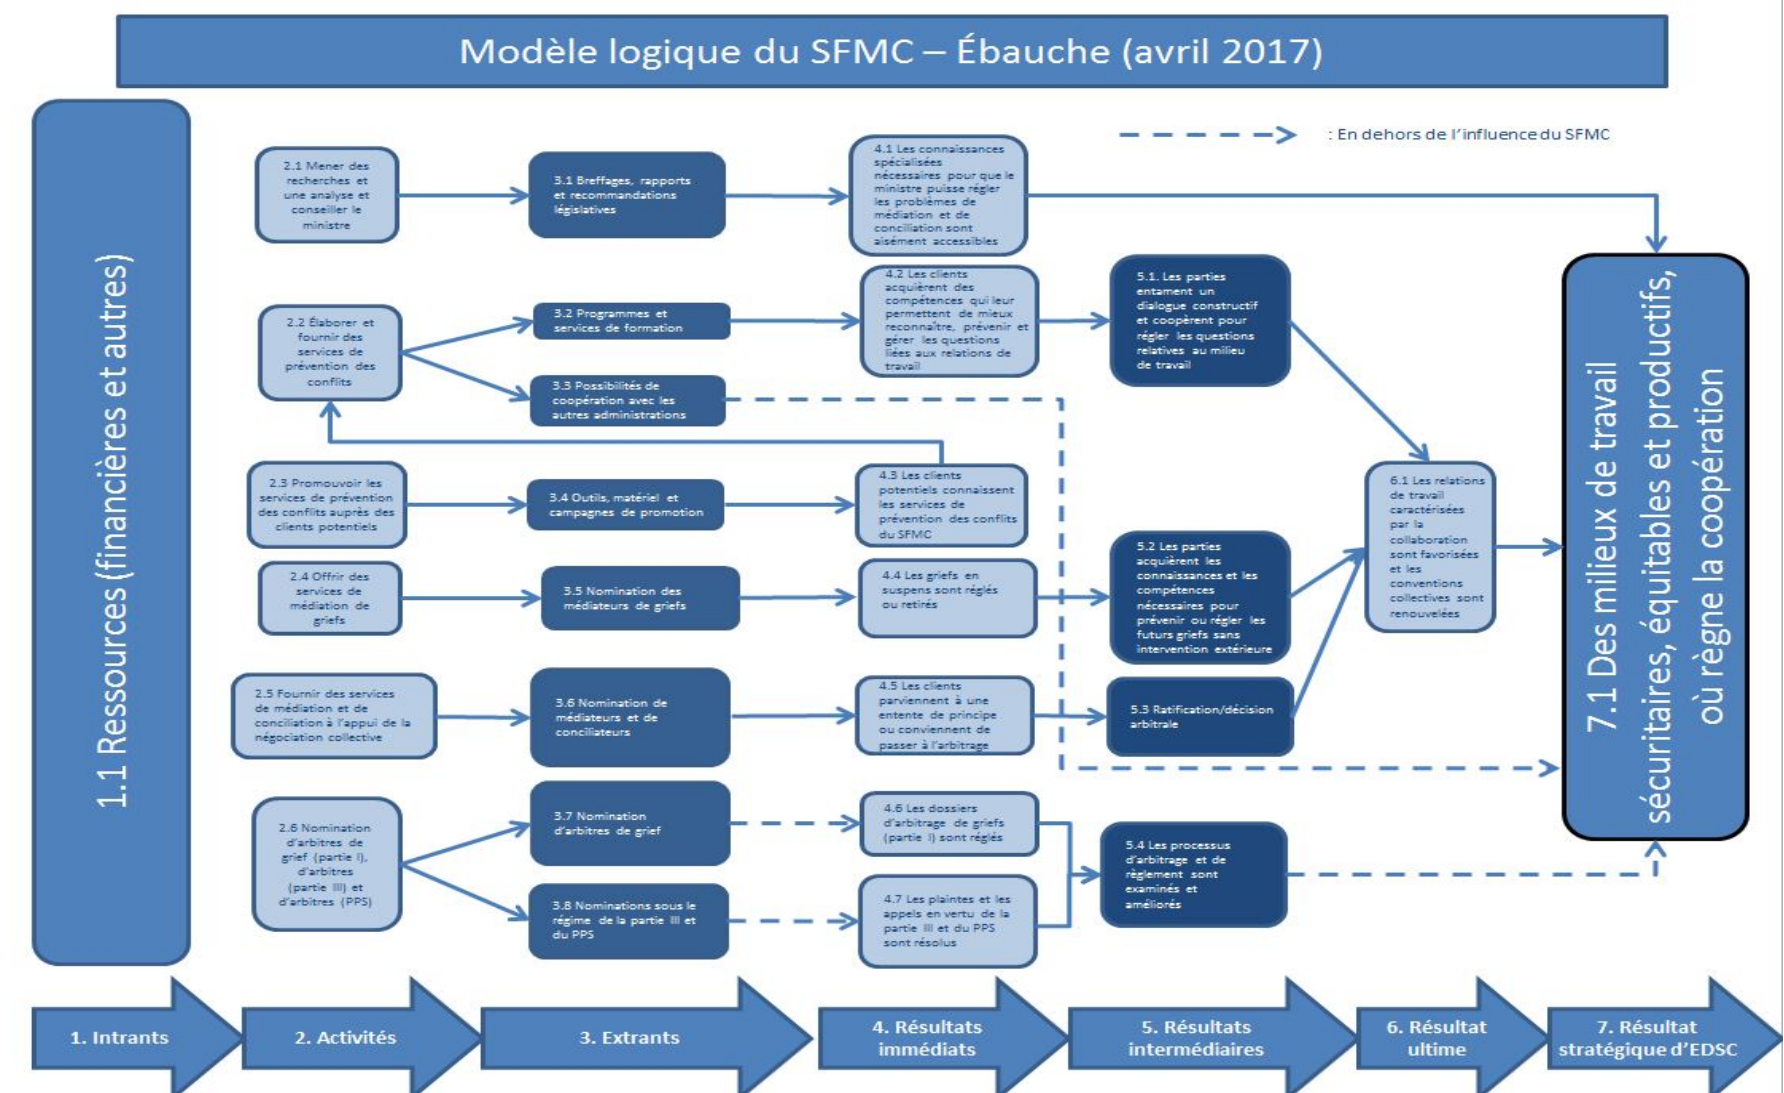 Modèle logique du SFMC – Ébauche (avril 2017)
: En dehors de l'influence du SFMC
1.1 Ressources (financières et autres)
2.1 Mener des
recherches et
une analyse et
conseiller le
ministre
3.1 Breffages, rapports
et recommandations
législatives
4.1 Les connaissances
spécialisées
nécessaires pour que le
ministre puisse régler
les problèmes de
médiation et de
conciliation sont
aisément accessibles
2.2 Élaborer et
fournir des
services de
prévention des
conflits
3.2 Programmes et
services de formation
3.3 Possibilités de
coopération avec les
autres administrations
4.2 Les clients
acquièrent des
compétences qui leur
permettent de mieux
reconnaître, prévenir et
gérer les questions
liées aux relations de
travail
5.1. Les parties
entament un
dialogue constructif
et coopèrent pour
régler les questions
relatives au milieu
de travail
2.3 Promouvoir les
services de prévention
des conflits auprès des
clients potentiels
3.4 Outils, matériel et
campagnes de promotion
4.3 Les clients
potentiels connaissent
les services de
prévention des conflits
du SFMC
2.4 Offrir des
services de
médiation de
griefs
3.5 Nomination des
médiateurs de griefs
4.4 Les griefs en
suspens sont réglés
ou retirés
5.2 Les parties
acquièrent les
connaissances et les
compétences
nécessaires pour
prévenir ou régler les
futurs griefs sans
intervention extérieure
2.5 Fournir des services
de médiation et de
conciliation à l'appui de la
négociation collective
3.6 Nomination de
médiateurs et de
conciliateurs
4.5 Les clients
parviennent à une
entente de principe
ou conviennent de
passer à l'arbitrage
5.3 Ratification/décision
arbitrale
2.6 Nomination
d'arbitres de
grief (partie I),
d'arbitres
(partie III) et
d'arbitres (PPS)
3.7 Nomination
d'arbitres de grief
3.8 Nominations sous le
régime de la partie III et
du PPS
4.6 Les dossiers
d'arbitrage de griefs
(partie I) sont réglés
4.7 Les plaintes et les
appels en vertu de la
partie III et du PPS
sont résolus
5.4 Les processus
d'arbitrage et de
règlement sont
examinés et
améliorés
6.1 Les relations
de travail
caractérisées
par la
collaboration
sont favorisées
et les
conventions
collectives sont
renouvelées
7.1 Des milieux de travail
sécuritaires, équitables et productifs,
où règne la coopération
1. Intrants
2. Activités
3. Extrants
4. Résultats
immédiats
5. Résultats
intermédiaires
6. Résultat
ultime
7. Résultat
stratégique d'EDSC